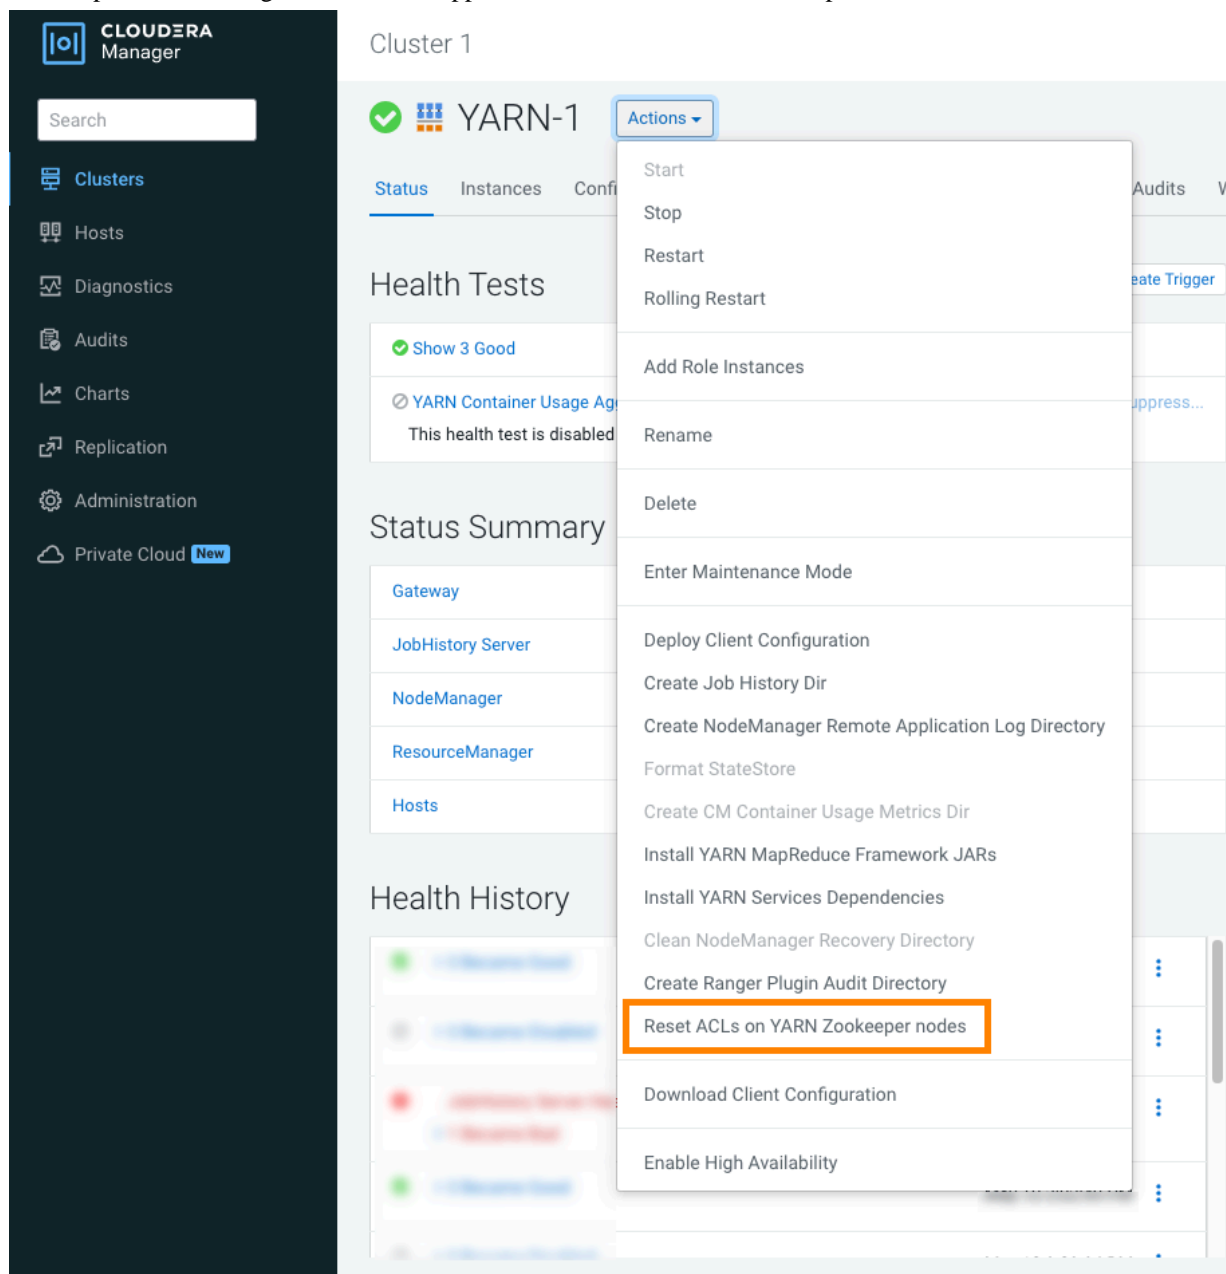 CLOUDERA
Manager
Cluster 1
Search
YARN-1
Actions
Clusters
Hosts
Diagnostics
Audits
Charts
Replication
Administration
Private Cloud New
Status Instances Audits
Start
Stop
Restart
Rolling Restart
Add Role Instances
Rename
Delete
Enter Maintenance Mode
Deploy Client Configuration
Create Job History Dir
Create NodeManager Remote Application Log Directory
Format StateStore
Create CM Container Usage Metrics Dir
Install YARN MapReduce Framework JARs
Install YARN Services Dependencies
Clean NodeManager Recovery Directory
Create Ranger Plugin Audit Directory
Reset ACLs on YARN Zookeeper nodes
Download Client Configuration
Enable High Availability
Health Tests
Trigger
Show 3 Good
YARN Container Usage
This health test is disabled
Status Summary
Gateway
JobHistory Server
NodeManager
ResourceManager
Hosts
Health History